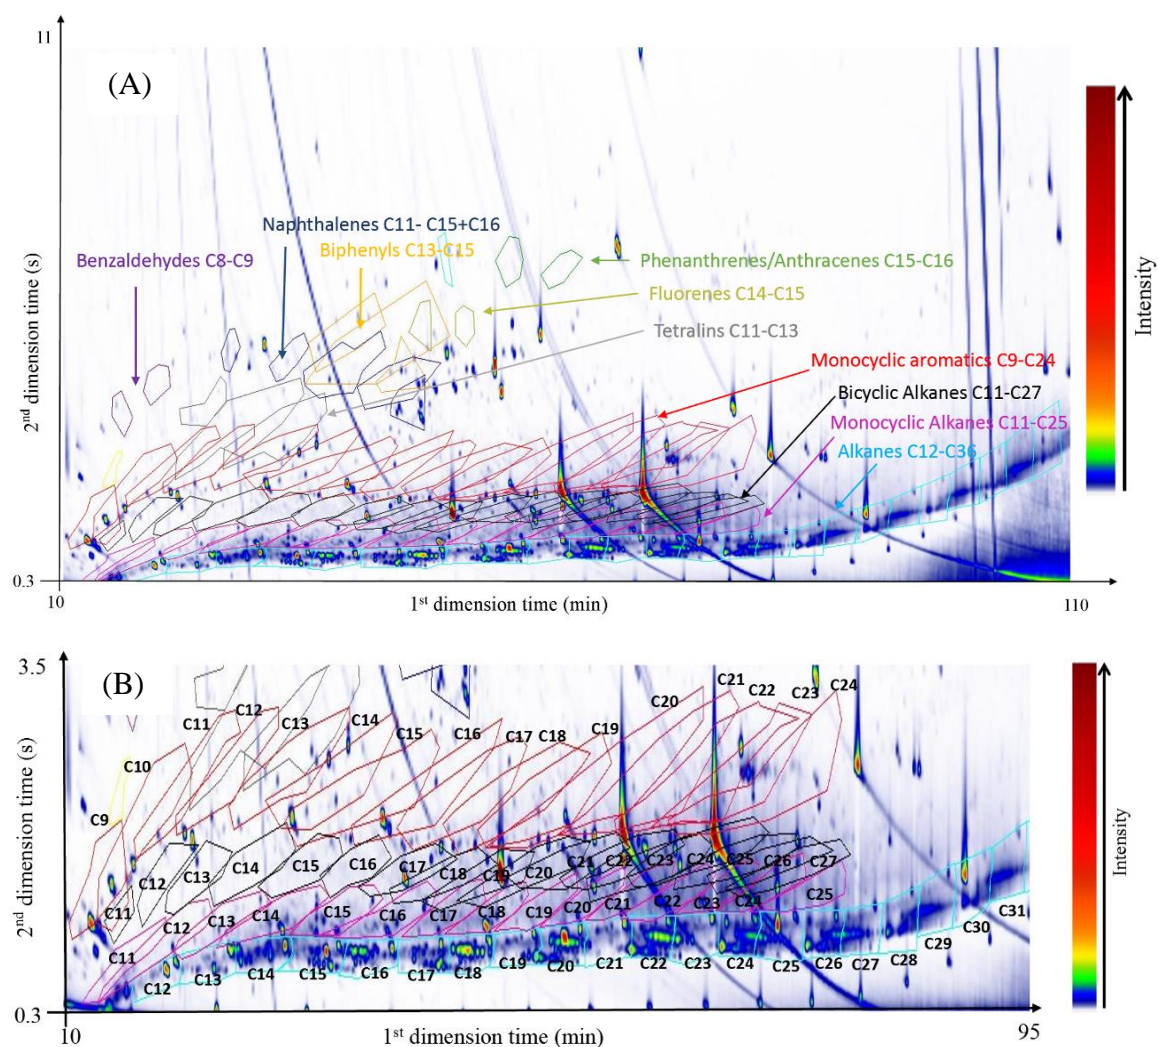 11
(A)
Naphthalenes C11- C15+C16
Biphenyls C13-C15
Benzaldehydes C8-C9
Phenanthrenes/Anthracenes C15-C16
Fluorenes C14-C15
Tetralins C11-C13
Monocyclic aromatics C9-C24
Bicyclic Alkanes C11-C27
Monocyclic Alkanes C11-C25
Alkanes C12-C36
2nd dimension time (s)
Intensity
0.3
10
1st dimension time (min)
110
3.5
(B)
C9 C10 C11 C12 C13 C14 C15 C16 C17 C18 C19 C20 C21 C22 C23 C24
C11 C12 C13 C14 C15 C16 C17 C18 C19 C20 C21 C22 C23 C24 C25 C26 C27
C11 C12 C13 C14 C15 C16 C17 C18 C19 C20 C21 C22 C23 C24 C25
C12 C13 C14 C15 C16 C17 C18 C19 C20 C21 C22 C23 C24 C25 C26 C27 C28 C29 C30 C31
2nd dimension time (s)
Intensity
0.3
10
1st dimension time (min)
95